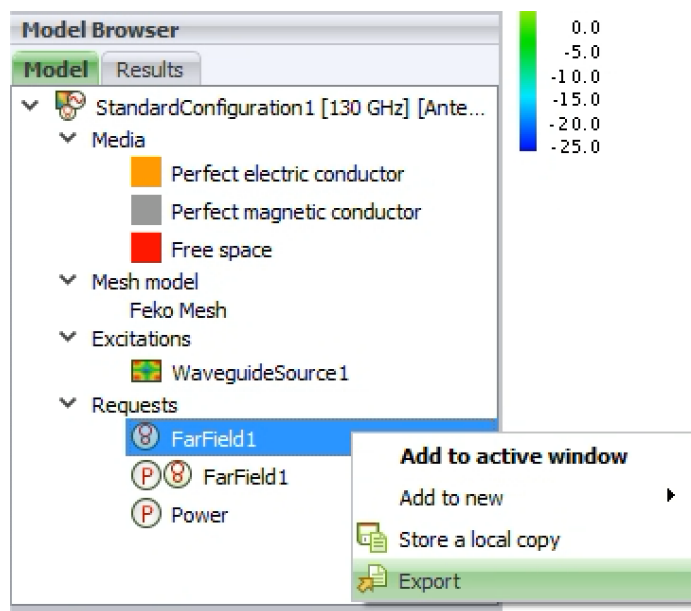 Model Browser
Model Results
StandardConfiguration1 [130 GHz] [Ante...
Media
Perfect electric conductor
Perfect magnetic conductor
Free space
Mesh model
Feko Mesh
Excitations
WaveguideSource1
Requests
FarField1
P FarField1
P Power
Add to active window
Add to new
Store a local copy
Export
0.0
-5.0
-10.0
-15.0
-20.0
-25.0